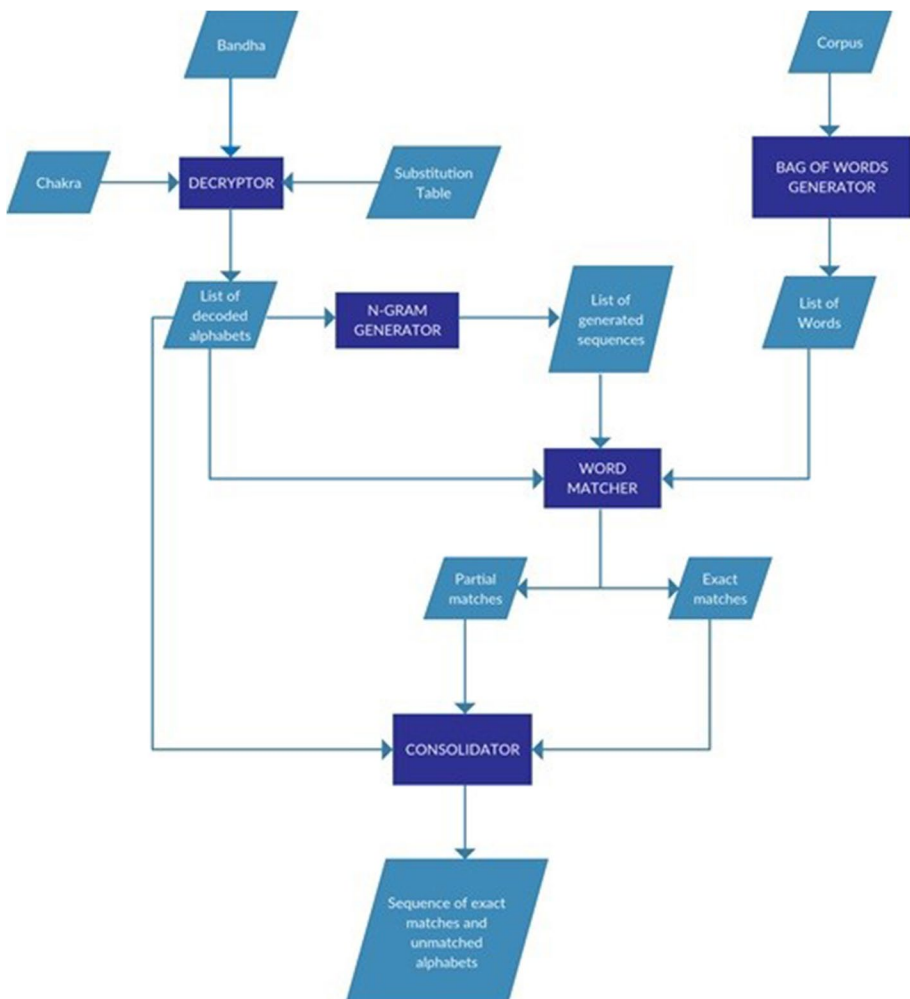 Bandha
Corpus
Chakra
DECRYPTOR
Substitution
Table
BAG OF WORDS
GENERATOR
List of
decoded
alphabets
N-GRAM
GENERATOR
List of
generated
sequences
List of
Words
WORD
MATCHER
Partial
matches
Exact
matches
CONSOLIDATOR
Sequence of exact
matches and
unmatched
alphabets